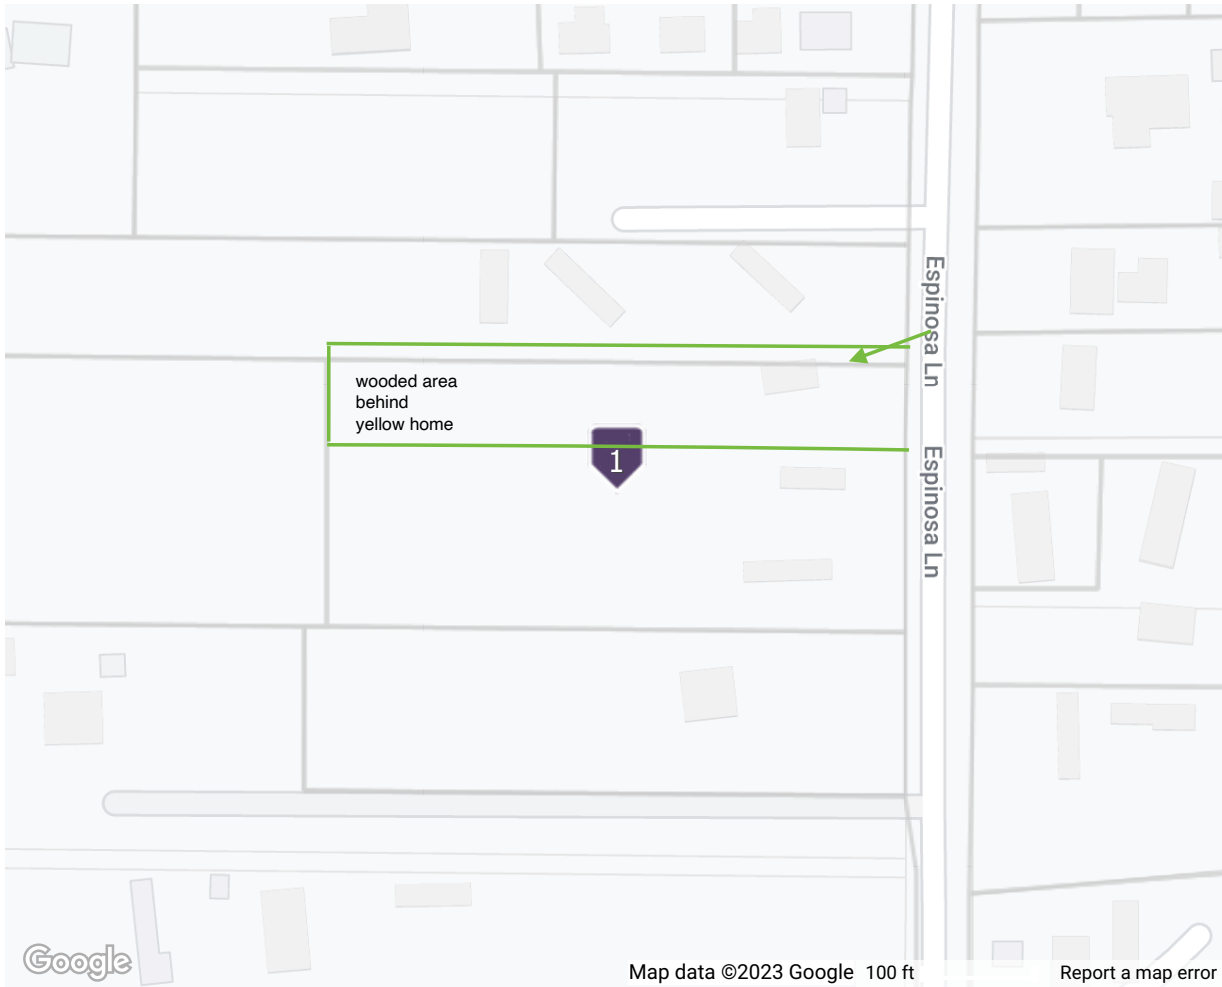 Espinosa Ln
wooded area
behind
yellow home
1
Espinosa Ln
Google
Map data ©2023 Google 100 ft Report a map error